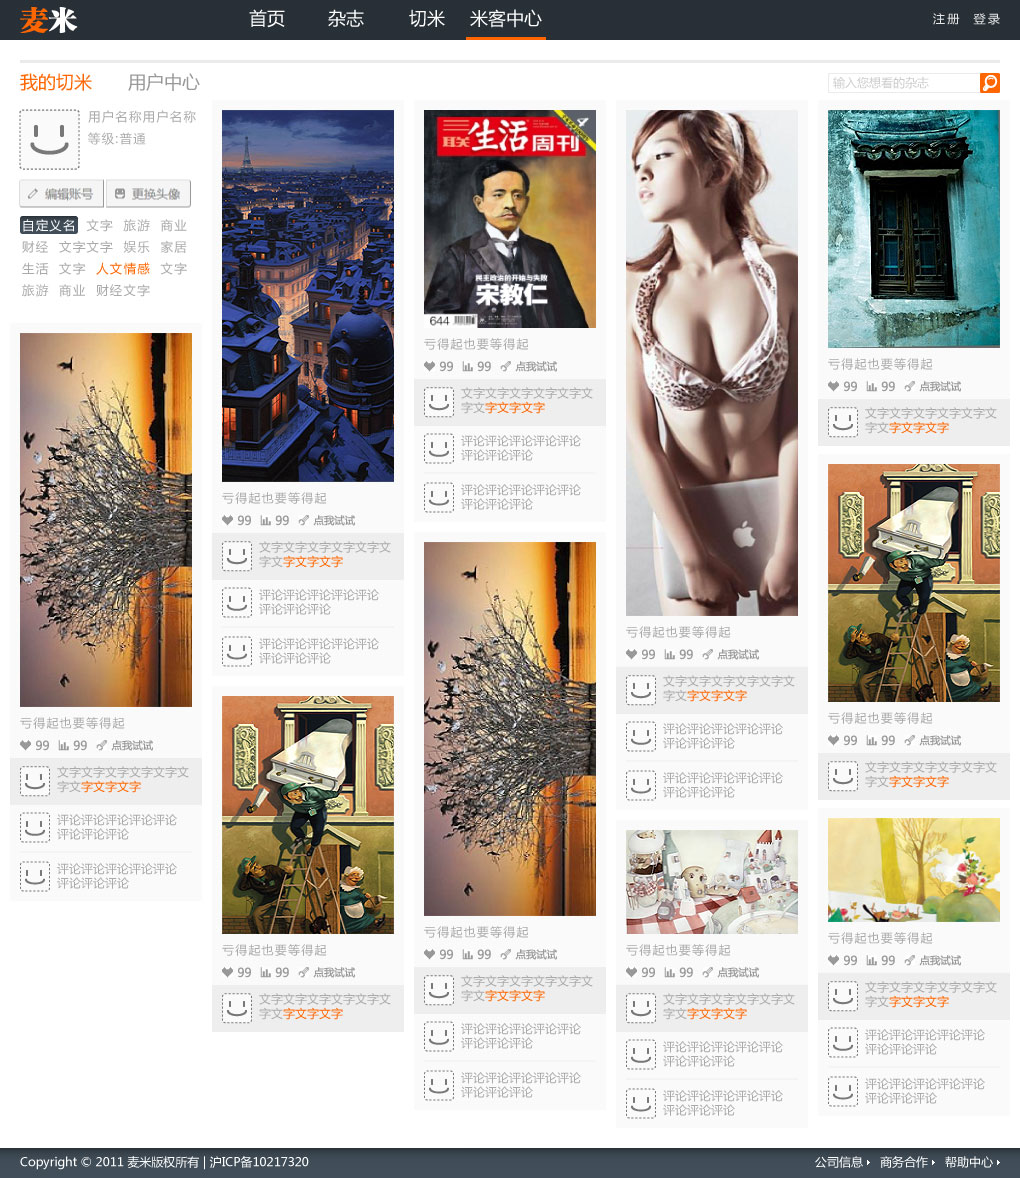 麦米
首页 杂志 切米 米客中心
注册 登录
我的切米 用户中心
输入您想看的杂志
用户名称用户名称
等级:普通
编辑账号 更换头像
自定义名 文字 旅游 商业
财经 文字文字 娱乐 家居
生活 文字 人文情感 文字
旅游 商业 财经文字
亏得起也要等得起
99 99 点我试试
文字文字文字文字文字文
字文字文字文字
评论评论评论评论评论
评论评论评论
评论评论评论评论评论
评论评论评论
亏得起也要等得起
99 99 点我试试
文字文字文字文字文字文
字文字文字文字
评论评论评论评论评论
评论评论评论
评论评论评论评论评论
评论评论评论
亏得起也要等得起
99 99 点我试试
文字文字文字文字文字文
字文字文字文字
三联生活周刊
4
民主政治的开始与失败
宋教仁
644
亏得起也要等得起
99 99 点我试试
文字文字文字文字文字文
字文字文字文字
评论评论评论评论评论
评论评论评论
评论评论评论评论评论
评论评论评论
亏得起也要等得起
99 99 点我试试
文字文字文字文字文字文
字文字文字文字
评论评论评论评论评论
评论评论评论
评论评论评论评论评论
评论评论评论
亏得起也要等得起
99 99 点我试试
文字文字文字文字文字文
字文字文字文字
评论评论评论评论评论
评论评论评论
评论评论评论评论评论
评论评论评论
亏得起也要等得起
99 99 点我试试
文字文字文字文字文字文
字文字文字文字
评论评论评论评论评论
评论评论评论
评论评论评论评论评论
评论评论评论
亏得起也要等得起
99 99 点我试试
文字文字文字文字文字文
字文字文字文字
亏得起也要等得起
99 99 点我试试
文字文字文字文字文字文
字文字文字文字
亏得起也要等得起
99 99 点我试试
文字文字文字文字文字文
字文字文字文字
评论评论评论评论评论
评论评论评论
评论评论评论评论评论
评论评论评论
Copyright © 2011 麦米版权所有 | 沪ICP备10217320
公司信息 商务合作 帮助中心